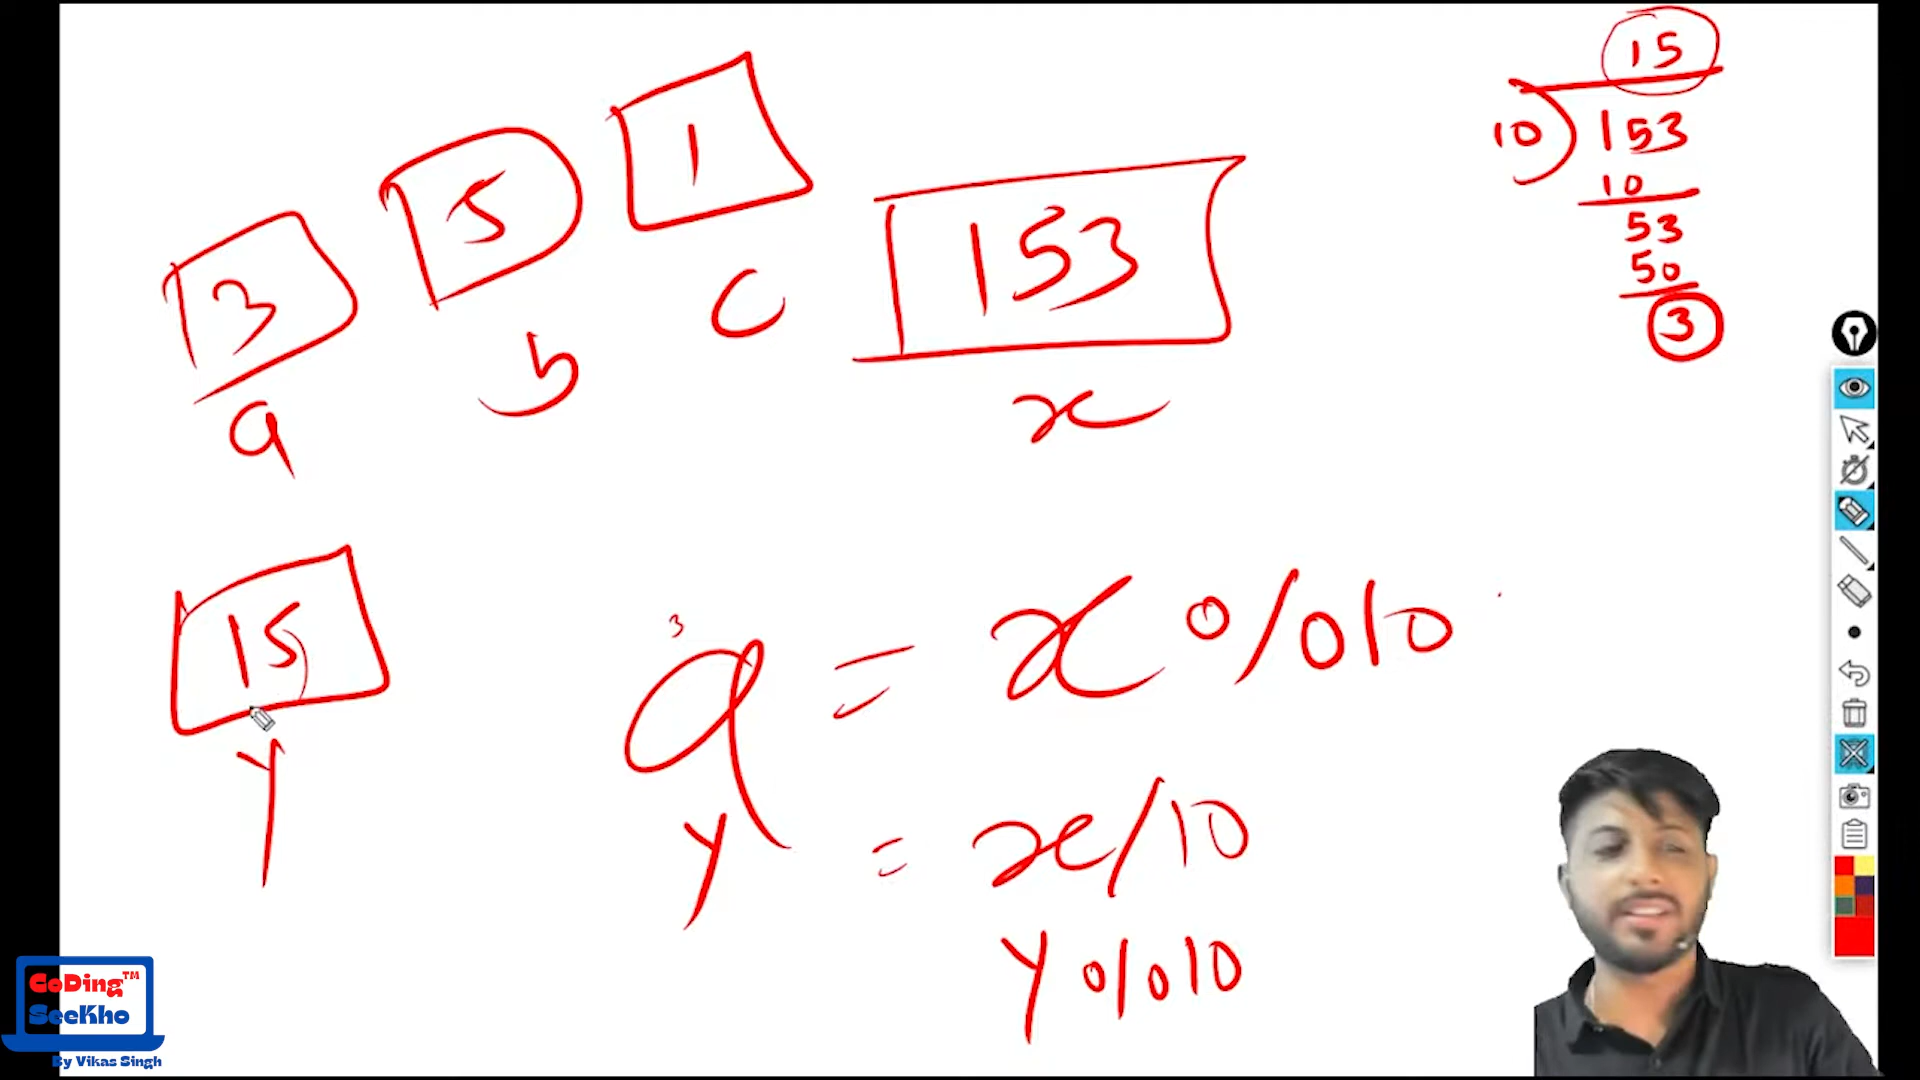 3 5 1 153
a b c x
15
10 153
10
53
50
3
15
y
3
a = x % 10
y = x/10
y % 10
CoDing™
SeeKho
By Vikas Singh